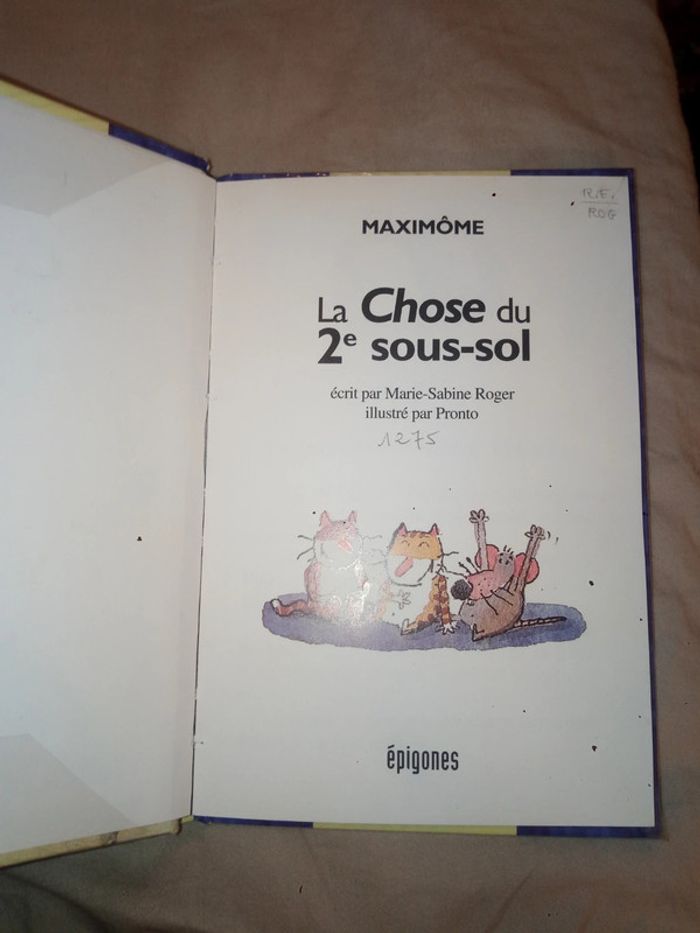 R.E.
ROG
MAXIMÔME
La Chose du
2e sous-sol
écrit par Marie-Sabine Roger
illustré par Pronto
1275
épigones